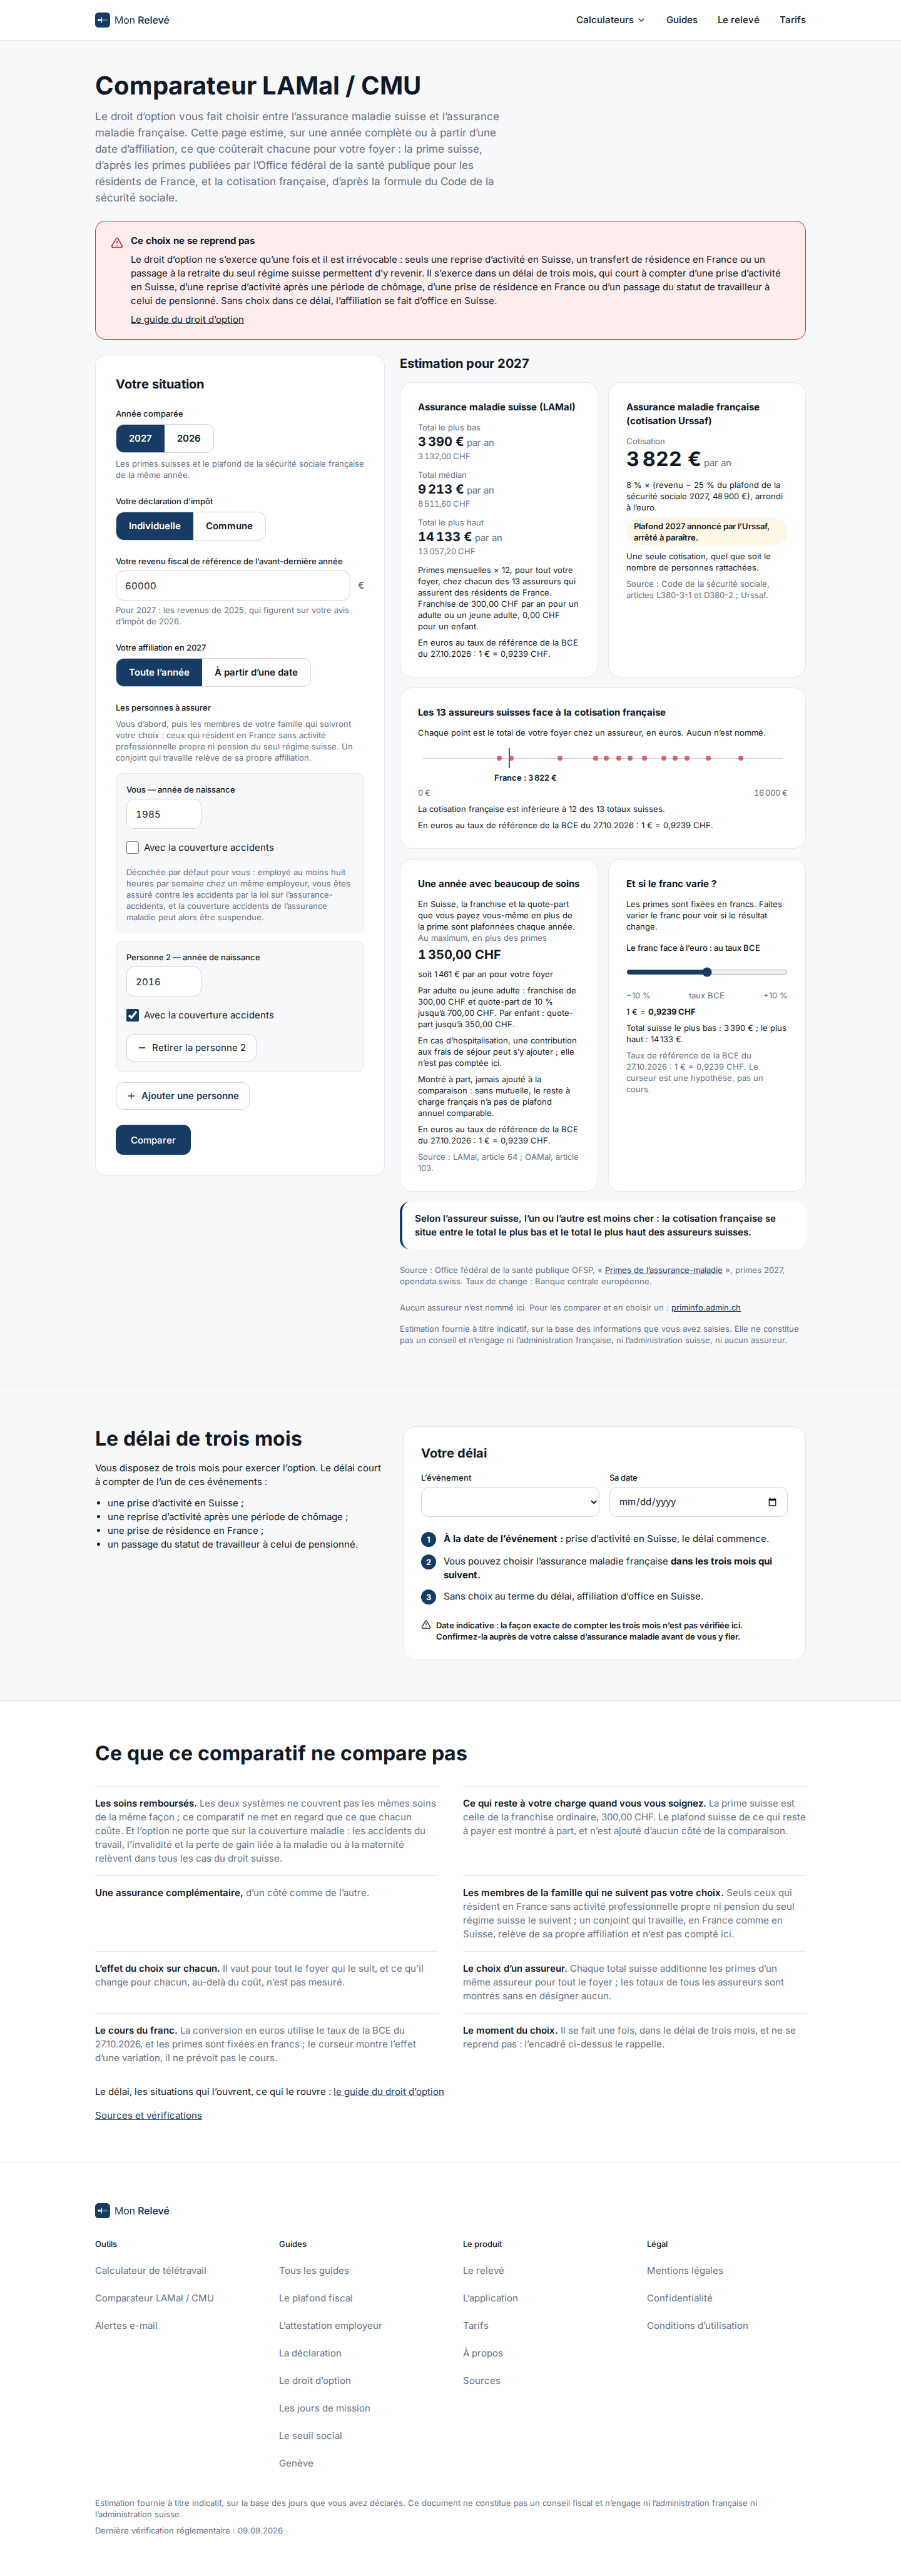 Mon Relevé
Calculateurs
Guides
Le relevé
Tarifs
Comparateur LAMal / CMU
Le droit d’option vous fait choisir entre l’assurance maladie suisse et l’assurance
maladie française. Cette page estime, sur une année complète ou à partir d’une
date d’affiliation, ce que coûterait chacune pour votre foyer : la prime suisse,
d’après les primes publiées par l’Office fédéral de la santé publique pour les
résidents de France, et la cotisation française, d’après la formule du Code de la
sécurité sociale.
Ce choix ne se reprend pas
Le droit d’option ne s’exerce qu’une fois et il est irrévocable : seuls une reprise d’activité en Suisse, un transfert de résidence en France ou un
passage à la retraite du seul régime suisse permettent d’y revenir. Il s’exerce dans un délai de trois mois, qui court à compter d’une prise d’activité
en Suisse, d’une reprise d’activité après une période de chômage, d’une prise de résidence en France ou d’un passage du statut de travailleur à
celui de pensionné. Sans choix dans ce délai, l’affiliation se fait d’office en Suisse.
Le guide du droit d’option
Votre situation
Année comparée
2027
2026
Les primes suisses et le plafond de la sécurité sociale française
de la même année.
Votre déclaration d’impôt
Individuelle
Commune
Votre revenu fiscal de référence de l’avant-dernière année
60000
€
Pour 2027 : les revenus de 2025, qui figurent sur votre avis
d’impôt de 2026.
Votre affiliation en 2027
Toute l’année
À partir d’une date
Les personnes à assurer
Vous d’abord, puis les membres de votre famille qui suivront
votre choix : ceux qui résident en France sans activité
professionnelle propre ni pension du seul régime suisse. Un
conjoint qui travaille relève de sa propre affiliation.
Vous — année de naissance
1985
Avec la couverture accidents
Décochée par défaut pour vous : employé au moins huit
heures par semaine chez un même employeur, vous êtes
assuré contre les accidents par la loi sur l’assurance-
accidents, et la couverture accidents de l’assurance
maladie peut alors être suspendue.
Personne 2 — année de naissance
2016
Avec la couverture accidents
Retirer la personne 2
Ajouter une personne
Comparer
Estimation pour 2027
Assurance maladie suisse (LAMal)
Total le plus bas
3 390 € par an
3 132,00 CHF
Total médian
9 213 € par an
8 511,60 CHF
Total le plus haut
14 133 € par an
13 057,20 CHF
Primes mensuelles × 12, pour tout votre
foyer, chez chacun des 13 assureurs qui
assurent des résidents de France.
Franchise de 300,00 CHF par an pour un
adulte ou un jeune adulte, 0,00 CHF
pour un enfant.
En euros au taux de référence de la BCE
du 27.10.2026 : 1 € = 0,9239 CHF.
Assurance maladie française
(cotisation Urssaf)
Cotisation
3 822 € par an
8 % × (revenu − 25 % du plafond de la
sécurité sociale 2027, 48 900 €), arrondi
à l’euro.
Plafond 2027 annoncé par l’Urssaf,
arrêté à paraître.
Une seule cotisation, quel que soit le
nombre de personnes rattachées.
Source : Code de la sécurité sociale,
articles L380-3-1 et D380-2 ; Urssaf.
Les 13 assureurs suisses face à la cotisation française
Chaque point est le total de votre foyer chez un assureur, en euros. Aucun n’est nommé.
France : 3 822 €
0 €
16 000 €
La cotisation française est inférieure à 12 des 13 totaux suisses.
En euros au taux de référence de la BCE du 27.10.2026 : 1 € = 0,9239 CHF.
Une année avec beaucoup de soins
En Suisse, la franchise et la quote-part
que vous payez vous-même en plus de
la prime sont plafonnées chaque année.
Au maximum, en plus des primes
1 350,00 CHF
soit 1 461 € par an pour votre foyer
Par adulte ou jeune adulte : franchise de
300,00 CHF et quote-part de 10 %
jusqu’à 700,00 CHF. Par enfant : quote-
part jusqu’à 350,00 CHF.
En cas d’hospitalisation, une contribution
aux frais de séjour peut s’y ajouter ; elle
n’est pas comptée ici.
Montré à part, jamais ajouté à la
comparaison : sans mutuelle, le reste à
charge français n’a pas de plafond
annuel comparable.
En euros au taux de référence de la BCE
du 27.10.2026 : 1 € = 0,9239 CHF.
Source : LAMal, article 64 ; OAMal, article
103.
Et si le franc varie ?
Les primes sont fixées en francs. Faites
varier le franc pour voir si le résultat
change.
Le franc face à l’euro : au taux BCE
−10 %
taux BCE
+10 %
1 € = 0,9239 CHF
Total suisse le plus bas : 3 390 € ; le plus
haut : 14 133 €.
Taux de référence de la BCE du
27.10.2026 : 1 € = 0,9239 CHF. Le
curseur est une hypothèse, pas un
cours.
Selon l’assureur suisse, l’un ou l’autre est moins cher : la cotisation française se
situe entre le total le plus bas et le total le plus haut des assureurs suisses.
Source : Office fédéral de la santé publique OFSP, « Primes de l’assurance-maladie », primes 2027,
opendata.swiss. Taux de change : Banque centrale européenne.
Aucun assureur n’est nommé ici. Pour les comparer et en choisir un : priminfo.admin.ch
Estimation fournie à titre indicatif, sur la base des informations que vous avez saisies. Elle ne constitue
pas un conseil et n’engage ni l’administration française, ni l’administration suisse, ni aucun assureur.
Le délai de trois mois
Vous disposez de trois mois pour exercer l’option. Le délai court
à compter de l’un de ces événements :
• une prise d’activité en Suisse ;
• une reprise d’activité après une période de chômage ;
• une prise de résidence en France ;
• un passage du statut de travailleur à celui de pensionné.
Votre délai
L’événement
Sa date
mm/dd/yyyy
1 À la date de l’événement : prise d’activité en Suisse, le délai commence.
2 Vous pouvez choisir l’assurance maladie française dans les trois mois qui
suivent.
3 Sans choix au terme du délai, affiliation d’office en Suisse.
Date indicative : la façon exacte de compter les trois mois n’est pas vérifiée ici.
Confirmez-la auprès de votre caisse d’assurance maladie avant de vous y fier.
Ce que ce comparatif ne compare pas
Les soins remboursés. Les deux systèmes ne couvrent pas les mêmes soins
de la même façon ; ce comparatif ne met en regard que ce que chacun
coûte. Et l’option ne porte que sur la couverture maladie : les accidents du
travail, l’invalidité et la perte de gain liée à la maladie ou à la maternité
relèvent dans tous les cas du droit suisse.
Ce qui reste à votre charge quand vous vous soignez. La prime suisse est
celle de la franchise ordinaire, 300,00 CHF. Le plafond suisse de ce qui reste
à payer est montré à part, et n’est ajouté d’aucun côté de la comparaison.
Une assurance complémentaire, d’un côté comme de l’autre.
Les membres de la famille qui ne suivent pas votre choix. Seuls ceux qui
résident en France sans activité professionnelle propre ni pension du seul
régime suisse le suivent ; un conjoint qui travaille, en France comme en
Suisse, relève de sa propre affiliation et n’est pas compté ici.
L’effet du choix sur chacun. Il vaut pour tout le foyer qui le suit, et ce qu’il
change pour chacun, au-delà du coût, n’est pas mesuré.
Le choix d’un assureur. Chaque total suisse additionne les primes d’un
même assureur pour tout le foyer ; les totaux de tous les assureurs sont
montrés sans en désigner aucun.
Le cours du franc. La conversion en euros utilise le taux de la BCE du
27.10.2026, et les primes sont fixées en francs ; le curseur montre l’effet
d’une variation, il ne prévoit pas le cours.
Le moment du choix. Il se fait une fois, dans le délai de trois mois, et ne se
reprend pas : l’encadré ci-dessus le rappelle.
Le délai, les situations qui l’ouvrent, ce qui le rouvre : le guide du droit d’option
Sources et vérifications
Mon Relevé
Outils
Calculateur de télétravail
Comparateur LAMal / CMU
Alertes e-mail
Guides
Tous les guides
Le plafond fiscal
L’attestation employeur
La déclaration
Le droit d’option
Les jours de mission
Le seuil social
Genève
Le produit
Le relevé
L’application
Tarifs
À propos
Sources
Légal
Mentions légales
Confidentialité
Conditions d’utilisation
Estimation fournie à titre indicatif, sur la base des jours que vous avez déclarés. Ce document ne constitue pas un conseil fiscal et n’engage ni l’administration française ni
l’administration suisse.
Dernière vérification réglementaire : 09.09.2026